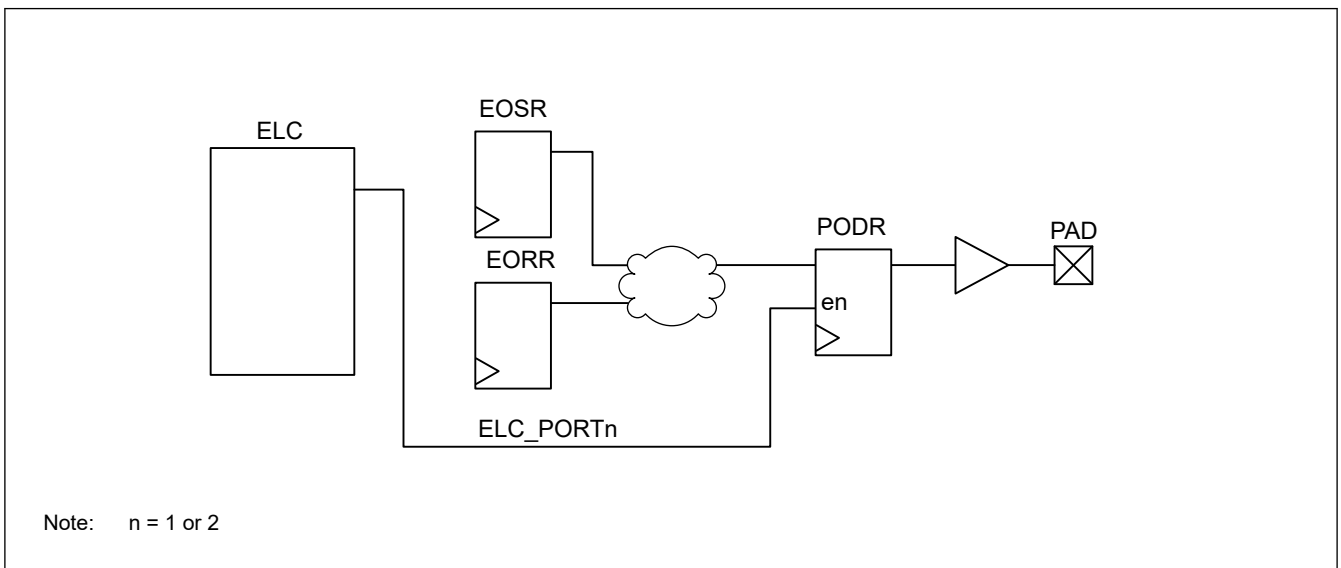 EOSR
ELC
PODR
PAD
EORR
en
ELC_PORTn
Note: n = 1 or 2